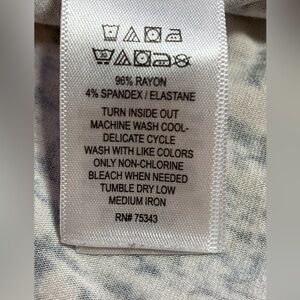 96% RAYON
4% SPANDEX / ELASTANE
TURN INSIDE OUT
MACHINE WASH COOL-
DELICATE CYCLE
WASH WITH LIKE COLORS
ONLY NON-CHLORINE
BLEACH WHEN NEEDED
TUMBLE DRY LOW
MEDIUM IRON
RN# 75343